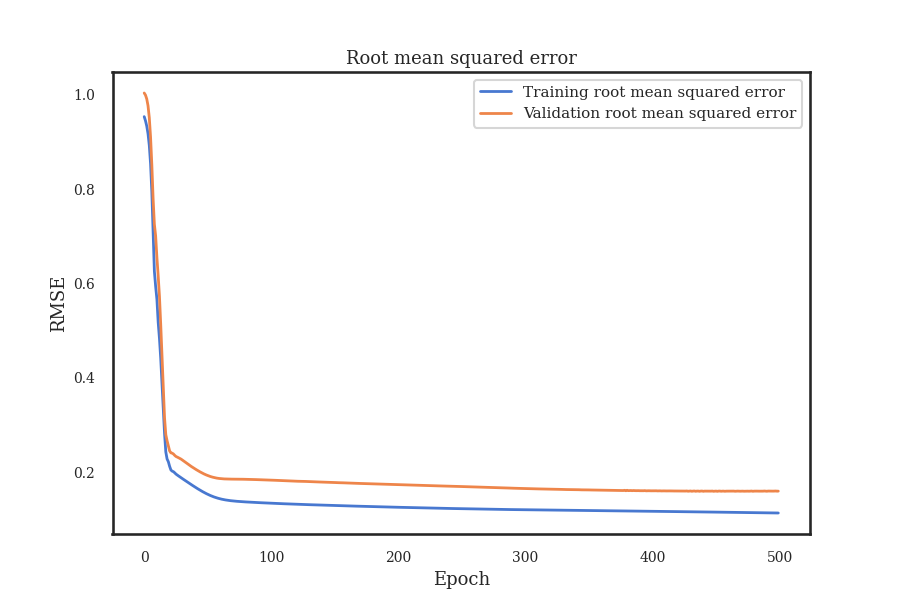 Root mean squared error
Training root mean squared error
Validation root mean squared error
RMSE
1.0
0.8
0.6
0.4
0.2
0 100 200 300 400 500
Epoch